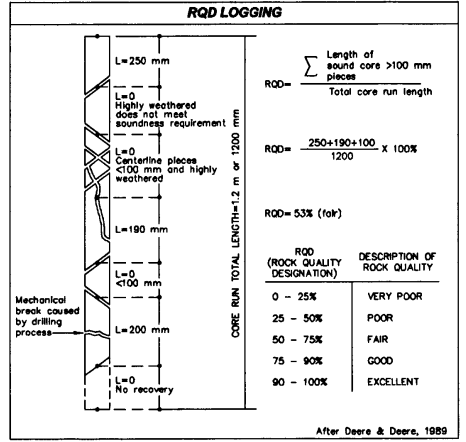 RQD LOGGING
L=250 mm
L=0
Highly weathered
does not meet
soundness requirement
L=0
Centerline pieces
<100 mm and highly
weathered
L=190 mm
L=0
<100 mm
Mechanical
break caused
by drilling
process
L=200 mm
L=0
No recovery
CORE RUN TOTAL LENGTH=1.2 m or 1200 mm
RQD= ∑ Length of
sound core >100 mm
pieces
Total core run length
RQD= 250+190+100
1200 X 100%
RQD= 53% (fair)
RQD
(ROCK QUALITY
DESIGNATION)
DESCRIPTION OF
ROCK QUALITY
0 - 25% VERY POOR
25 - 50% POOR
50 - 75% FAIR
75 - 90% GOOD
90 - 100% EXCELLENT
After Deere & Deere, 1989